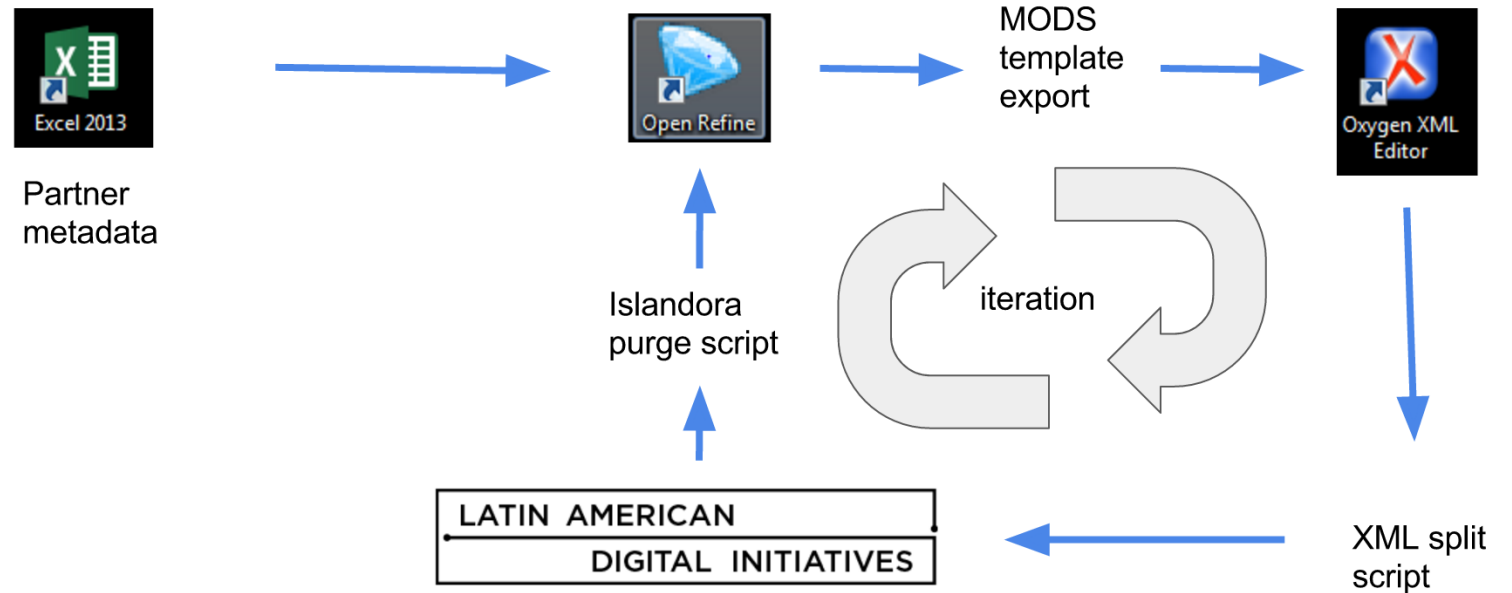 Excel 2013
Partner
metadata
Open Refine
MODS
template
export
Oxygen XML
Editor
Islandora
purge script
iteration
LATIN AMERICAN
DIGITAL INITIATIVES
XML split
script